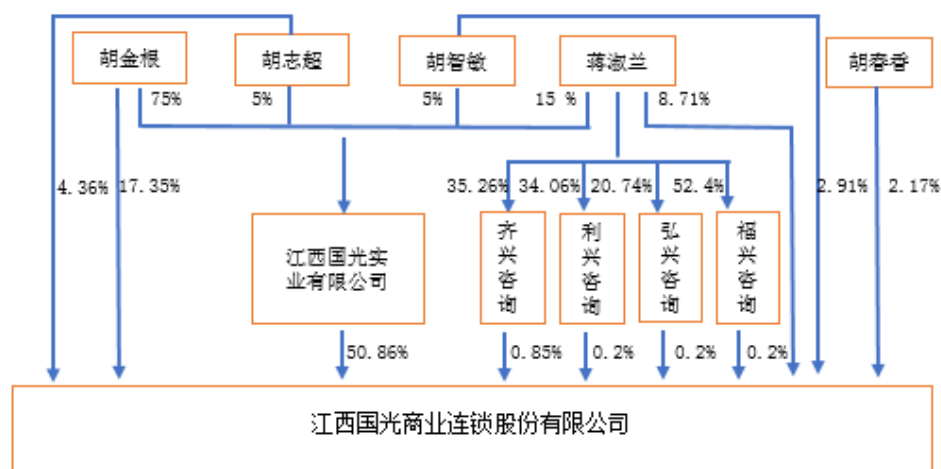 胡金根
胡志超
胡智敏
蒋淑兰
胡春香
75%
5%
5%
15 %
8.71%
4.36%
17.35%
35.26%
34.06%
20.74%
52.4%
2.91%
2.17%
江西国光实
业有限公司
齐兴咨询
利兴咨询
弘兴咨询
福兴咨询
50.86%
0.85%
0.2%
0.2%
0.2%
江西国光商业连锁股份有限公司